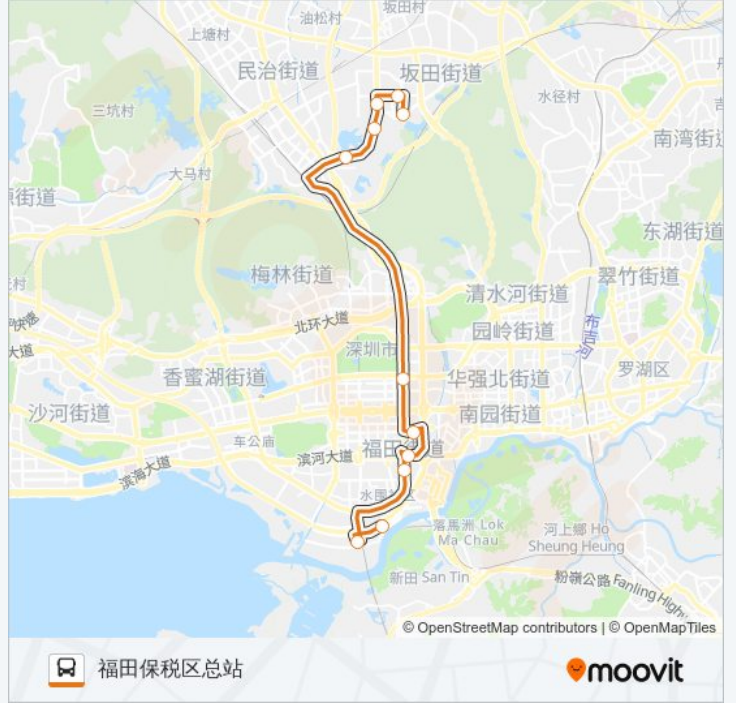 坂田村
油松村
上塘村
民治街道
坂田街道
水径村
三坑村
南湾街道
大马村
街道
东湖街道
梅林街道
翠竹街道
清水河街道
北环大道
园岭街道
布吉河
快速
大道
深圳市
罗湖区
香蜜湖街道
华强北街道
沙河街道
南园街道
车公庙
福田街道
滨河大道
滨海大道
水围社区
落馬洲 Lok
Ma Chau
河上鄉 Ho
Sheung Heung
新田 San Tin
粉嶺公路 Fanling Highw
© OpenStreetMap contributors | © OpenMapTiles
福田保税区总站
moovit